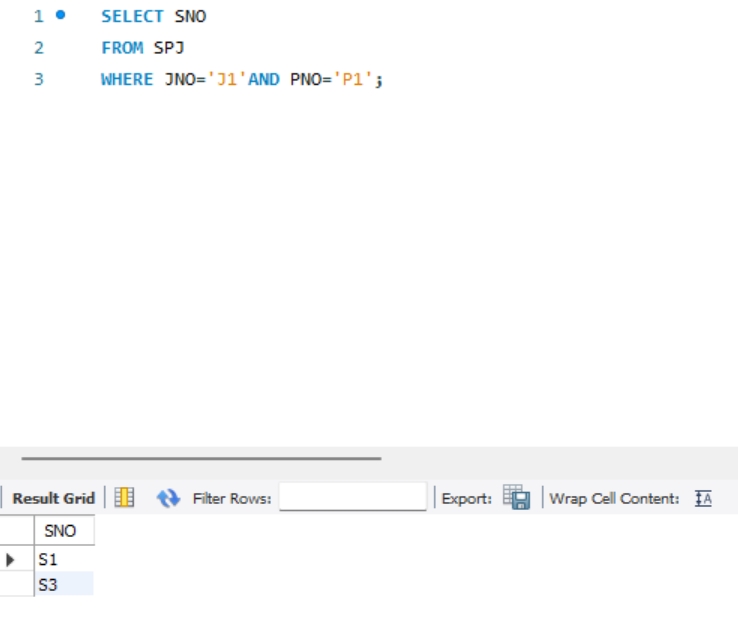 1 SELECT SNO
2 FROM SPJ
3 WHERE JNO='J1'AND PNO='P1';
Result Grid Filter Rows: Export: Wrap Cell Content: IA
SNO
S1
S3